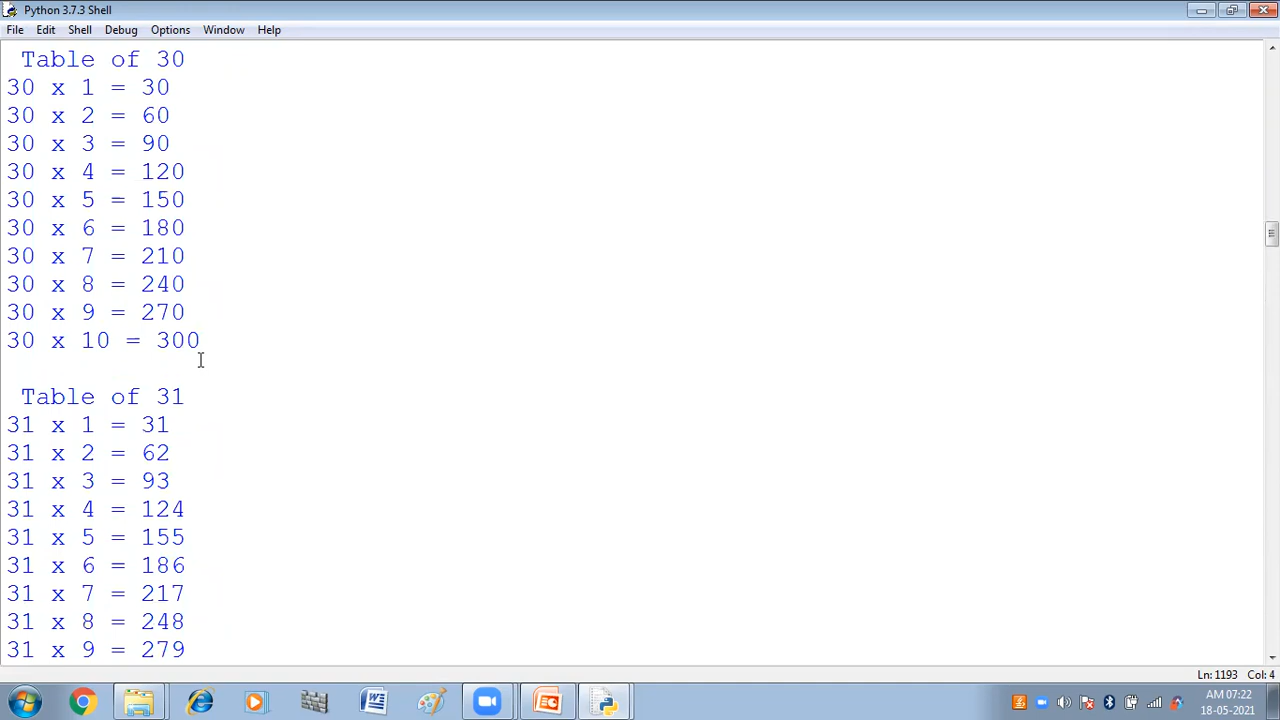 Python 3.7.3 Shell
File Edit Shell Debug Options Window Help
Table of 30
30 x 1 = 30
30 x 2 = 60
30 x 3 = 90
30 x 4 = 120
30 x 5 = 150
30 x 6 = 180
30 x 7 = 210
30 x 8 = 240
30 x 9 = 270
30 x 10 = 300
Table of 31
31 x 1 = 31
31 x 2 = 62
31 x 3 = 93
31 x 4 = 124
31 x 5 = 155
31 x 6 = 186
31 x 7 = 217
31 x 8 = 248
31 x 9 = 279
Ln: 1193 Col: 4
AM 07:22
18-05-2021